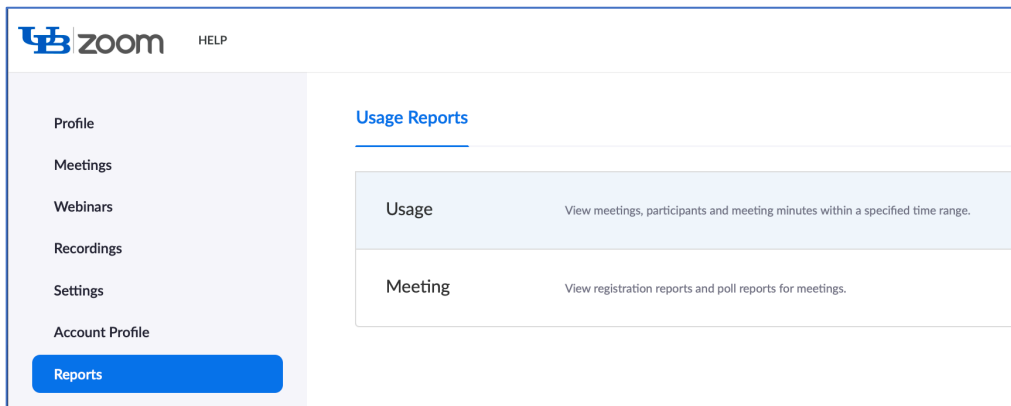 UB zoom HELP
Profile
Meetings
Webinars
Recordings
Settings
Account Profile
Reports
Usage Reports
Usage View meetings, participants and meeting minutes within a specified time range.
Meeting View registration reports and poll reports for meetings.